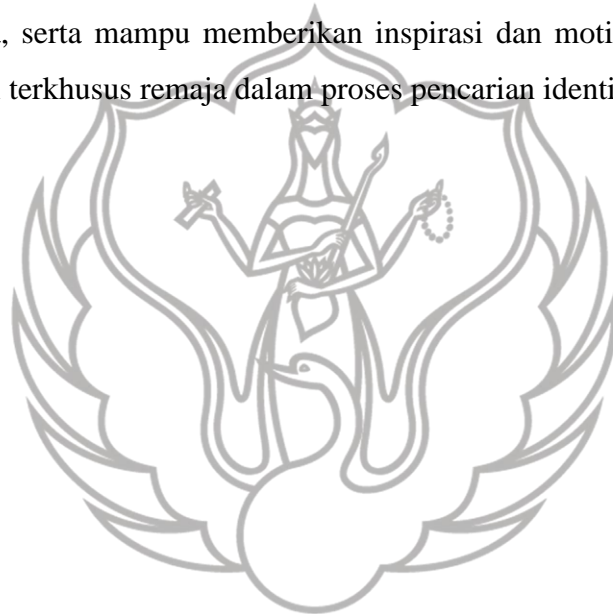 , serta mampu memberikan inspirasi dan moti
terkhusus remaja dalam proses pencarian identi